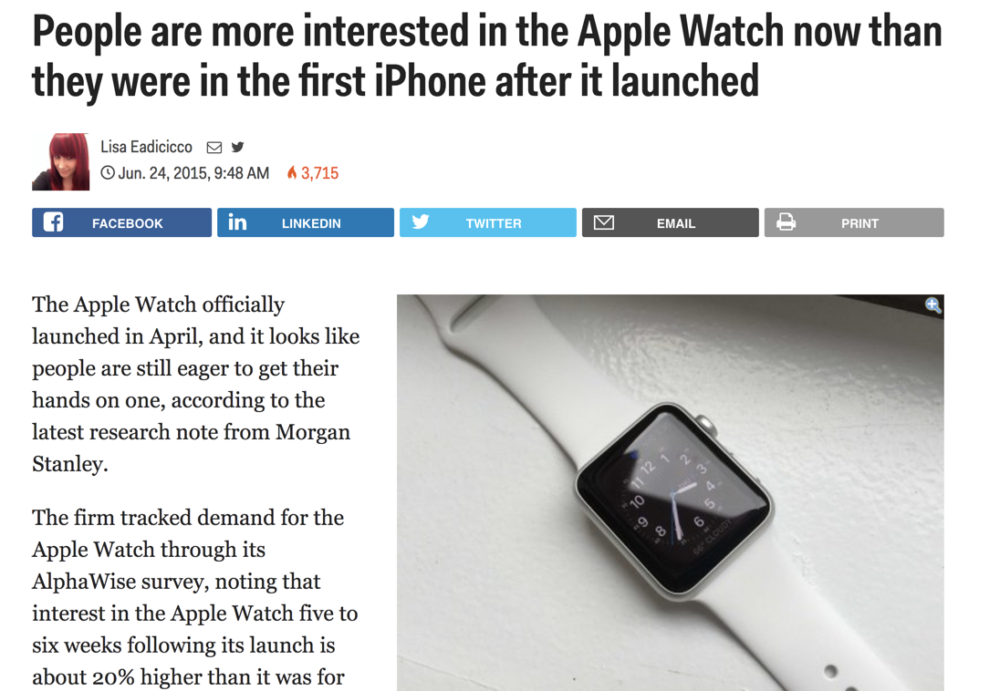 People are more interested in the Apple Watch now than
they were in the first iPhone after it launched
Lisa Eadicicco
Jun. 24, 2015, 9:48 AM 3,715
FACEBOOK
LINKEDIN
TWITTER
EMAIL
PRINT
The Apple Watch officially
launched in April, and it looks like
people are still eager to get their
hands on one, according to the
latest research note from Morgan
Stanley.
The firm tracked demand for the
Apple Watch through its
AlphaWise survey, noting that
interest in the Apple Watch five to
six weeks following its launch is
about 20% higher than it was for
12
1
2
3
4
5
6
8
9
10
11
66° CLOUDY